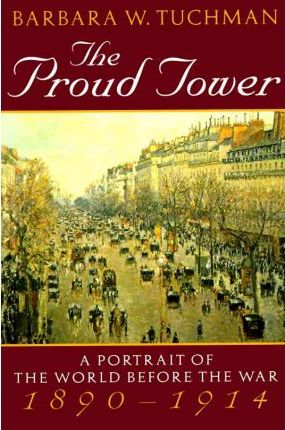 BARBARA W. TUCHMAN
The
Proud Tower
A PORTRAIT OF
THE WORLD BEFORE THE WAR
1890–1914